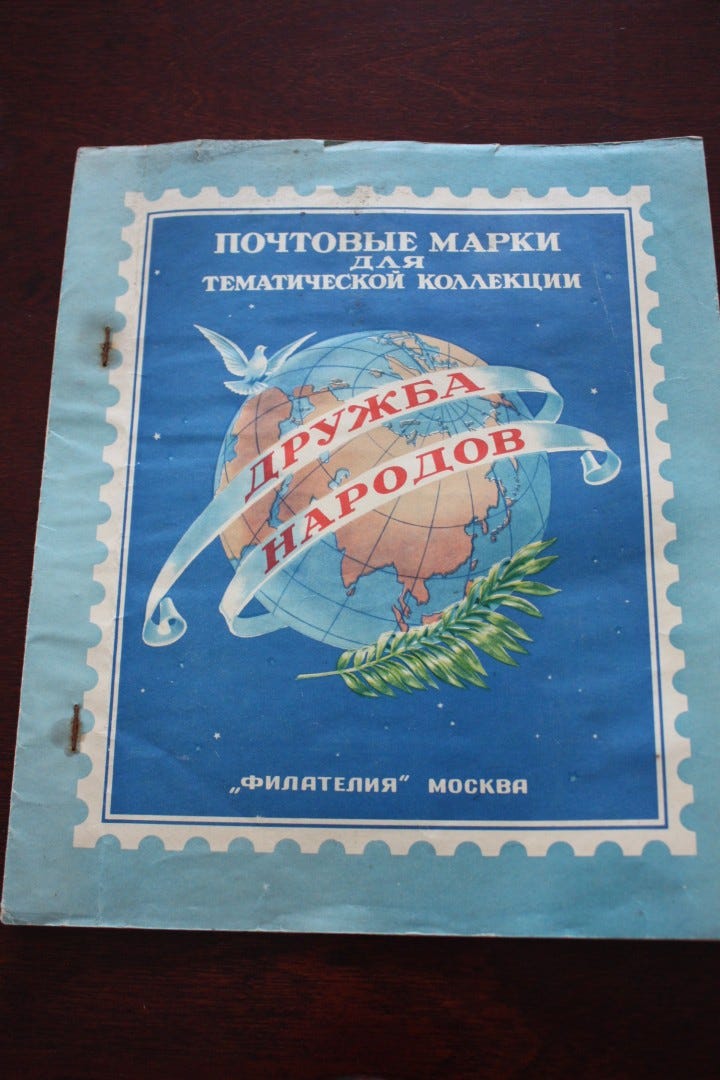 ПОЧТОВЫЕ МАРКИ
ДЛЯ
ТЕМАТИЧЕСКОЙ КОЛЛЕКЦИИ
ДРУЖБА
НАРОДОВ
„ФИЛАТЕЛИЯ" МОСКВА